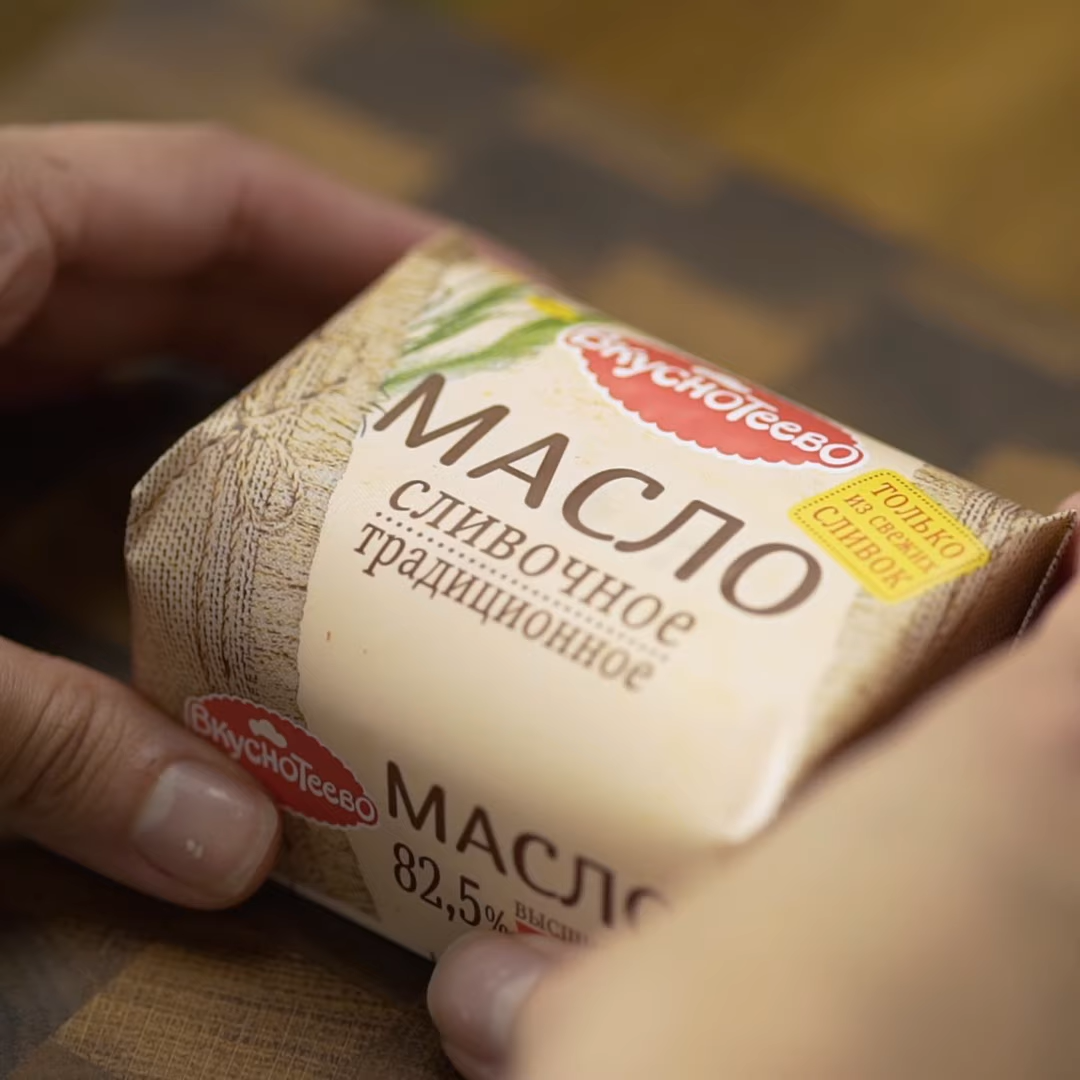 Вкуснотеево
МАСЛО
сливочное
традиционное
ТОЛЬКО
из свежих
СЛИВОК
Вкуснотеево
МАСЛО
82,5%